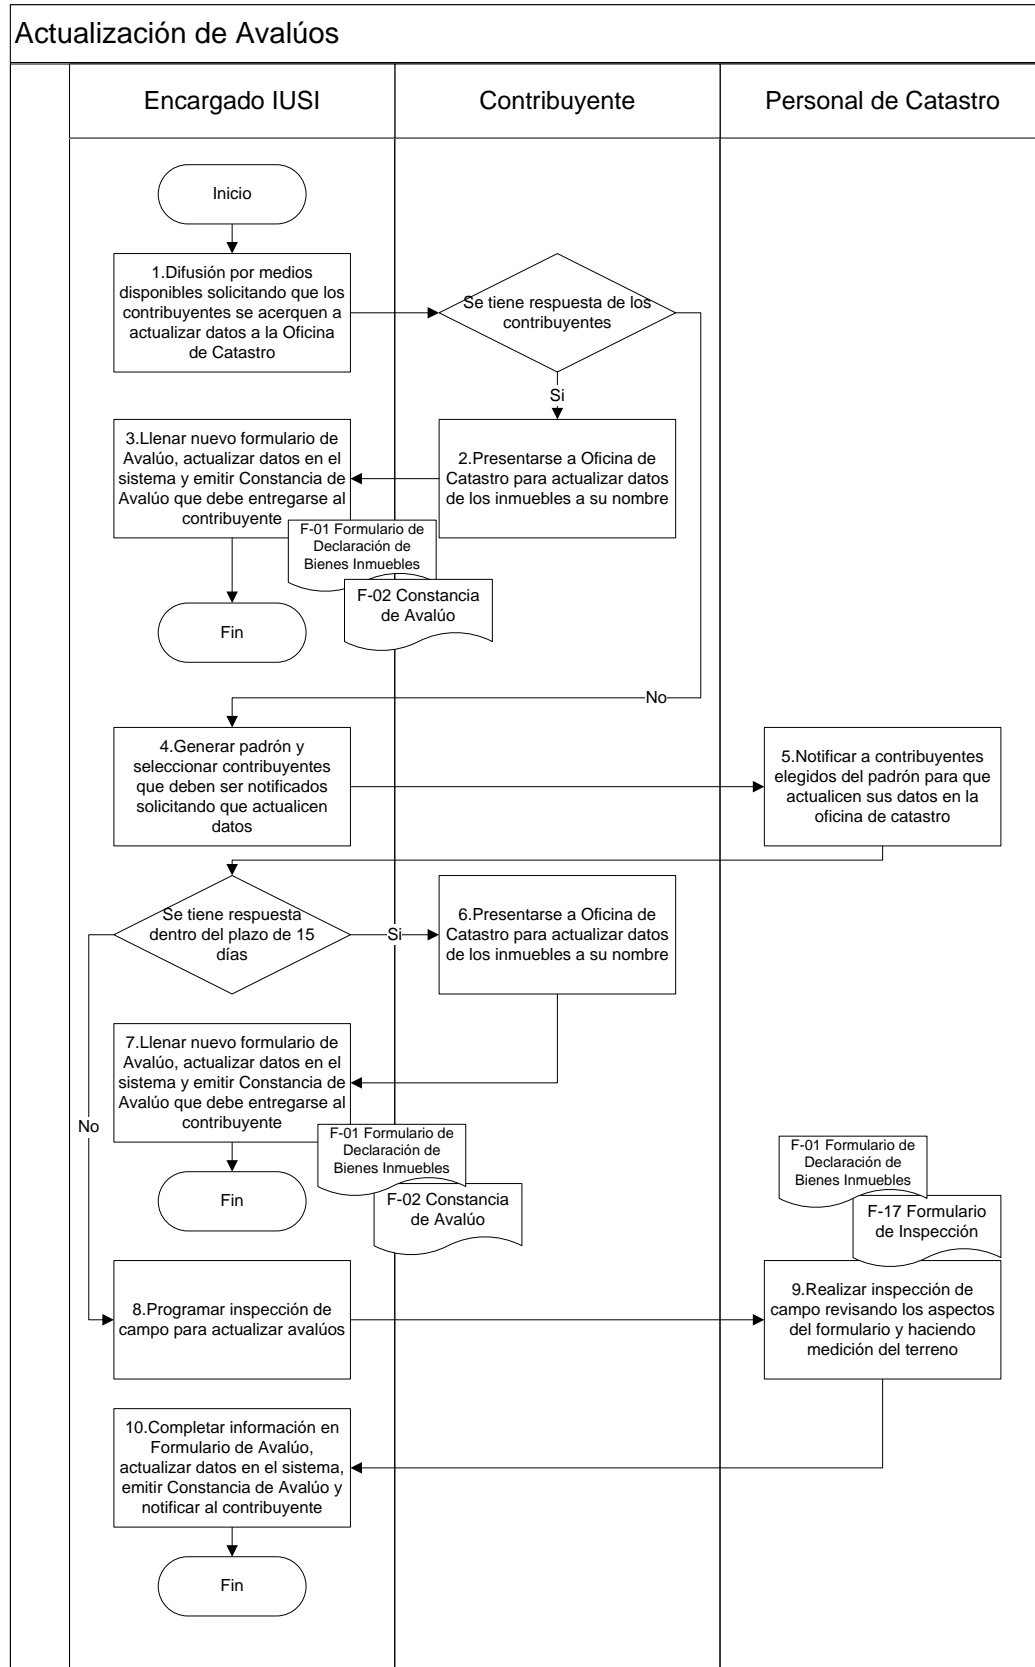 Actualización de Avalúos
Encargado IUSI
Contribuyente
Personal de Catastro
Inicio
1.Difusión por medios
disponibles solicitando que los
contribuyentes se acerquen a
actualizar datos a la Oficina
de Catastro
Se tiene respuesta de los
contribuyentes
Si
3.Llenar nuevo formulario de
Avalúo, actualizar datos en el
sistema y emitir Constancia de
Avalúo que debe entregarse al
contribuyente
2.Presentarse a Oficina de
Catastro para actualizar datos
de los inmuebles a su nombre
F-01 Formulario de
Declaración de
Bienes Inmuebles
F-02 Constancia
de Avalúo
Fin
No
4.Generar padrón y
seleccionar contribuyentes
que deben ser notificados
solicitando que actualicen
datos
5.Notificar a contribuyentes
elegidos del padrón para que
actualicen sus datos en la
oficina de catastro
Se tiene respuesta
dentro del plazo de 15
días
Si
6.Presentarse a Oficina de
Catastro para actualizar datos
de los inmuebles a su nombre
7.Llenar nuevo formulario de
Avalúo, actualizar datos en el
sistema y emitir Constancia de
Avalúo que debe entregarse al
contribuyente
No
F-01 Formulario de
Declaración de
Bienes Inmuebles
F-02 Constancia
de Avalúo
Fin
F-01 Formulario de
Declaración de
Bienes Inmuebles
F-17 Formulario
de Inspección
8.Programar inspección de
campo para actualizar avalúos
9.Realizar inspección de
campo revisando los aspectos
del formulario y haciendo
medición del terreno
10.Completar información en
Formulario de Avalúo,
actualizar datos en el sistema,
emitir Constancia de Avalúo y
notificar al contribuyente
Fin